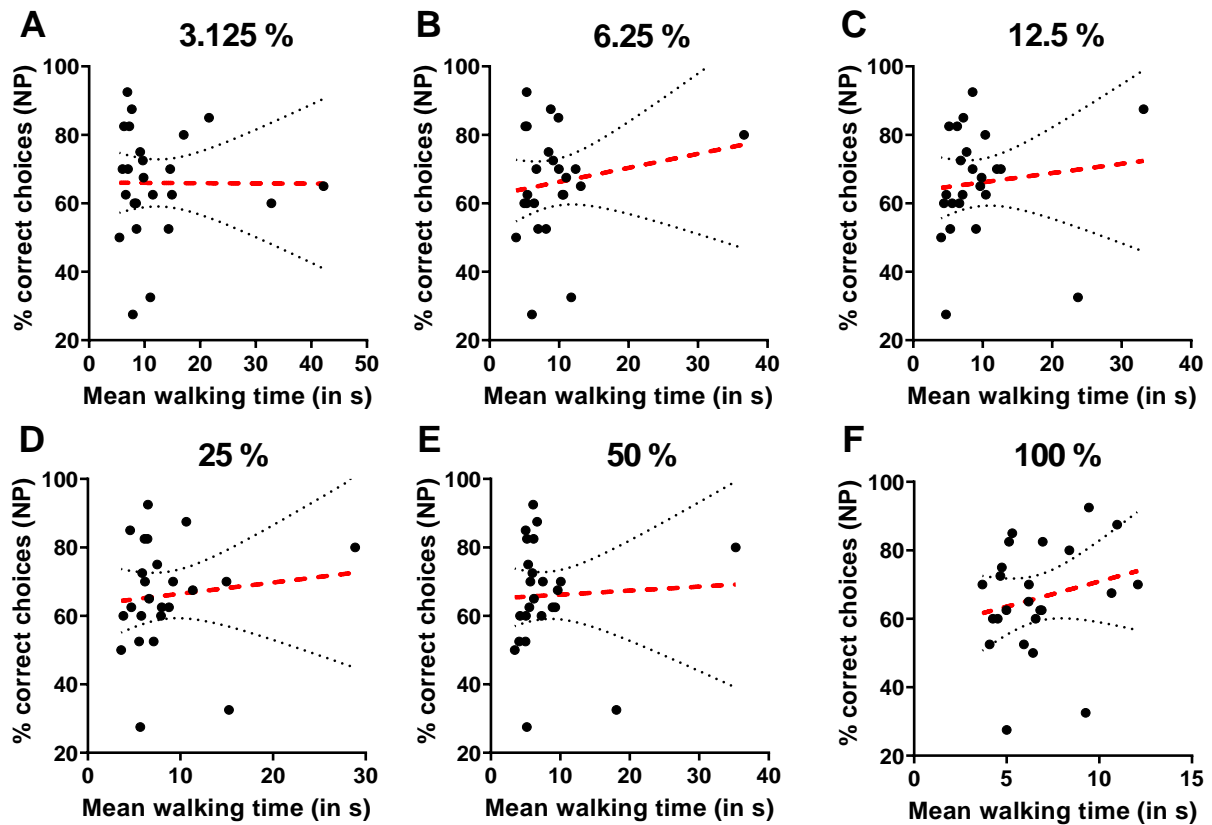 A
3.125 %
% correct choices (NP)
100
80
60
40
20
0 10 20 30 40 50
Mean walking time (in s)
B
6.25 %
% correct choices (NP)
100
80
60
40
20
0 10 20 30 40
Mean walking time (in s)
C
12.5 %
% correct choices (NP)
100
80
60
40
20
0 10 20 30 40
Mean walking time (in s)
D
25 %
% correct choices (NP)
100
80
60
40
20
0 10 20 30
Mean walking time (in s)
E
50 %
% correct choices (NP)
100
80
60
40
20
0 10 20 30 40
Mean walking time (in s)
F
100 %
% correct choices (NP)
100
80
60
40
20
0 5 10 15
Mean walking time (in s)